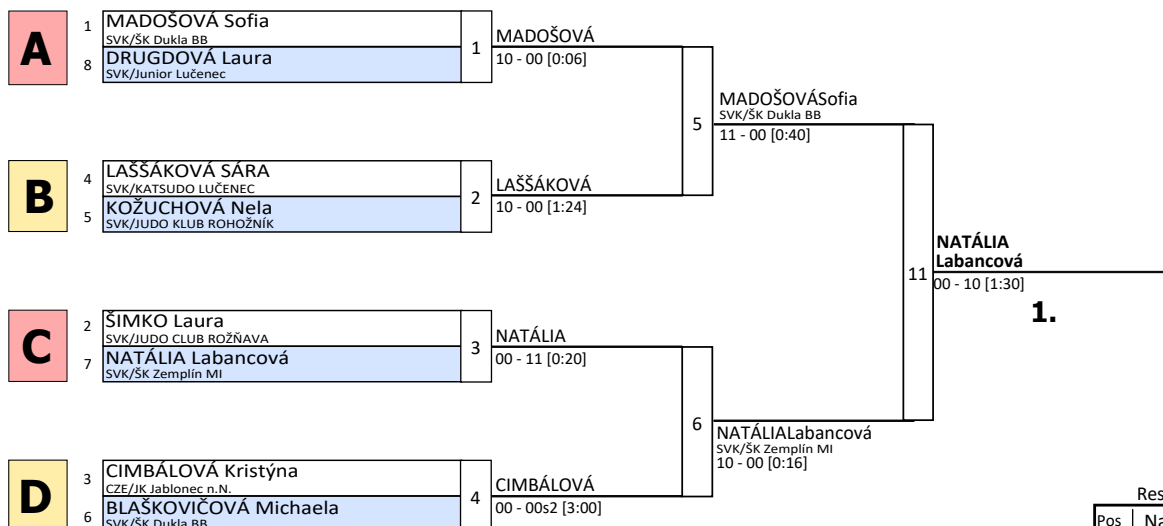 A
1 MADOŠOVÁ Sofia
SVK/ŠK Dukla BB
8 DRUGDOVÁ Laura
SVK/Junior Lučenec
1
MADOŠOVÁ
10 - 00 [0:06]
B
4 LAŠŠÁKOVÁ SÁRA
SVK/KATSUDO LUČENEC
5 KOŽUCHOVÁ Nela
SVK/JUDO KLUB ROHOŽNÍK
2
LAŠŠÁKOVÁ
10 - 00 [1:24]
5
MADOŠOVÁSofia
SVK/ŠK Dukla BB
11 - 00 [0:40]
C
2 ŠIMKO Laura
SVK/JUDO CLUB ROŽŇAVA
7 NATÁLIA Labancová
SVK/ŠK Zemplín MI
3
NATÁLIA
00 - 11 [0:20]
D
3 CIMBÁLOVÁ Kristýna
CZE/JK Jablonec n.N.
6 BLAŠKOVIČOVÁ Michaela
SVK/ŠK Dukla BB
4
CIMBÁLOVÁ
00 - 00s2 [3:00]
6
NATÁLIALabancová
SVK/ŠK Zemplín MI
10 - 00 [0:16]
11
NATÁLIA
Labancová
00 - 10 [1:30]
1.
Res
Pos Na